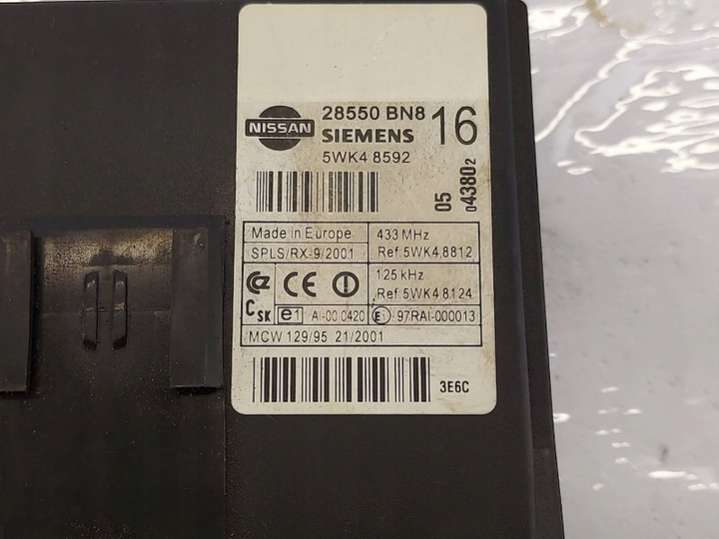 NISSAN
28550 BN8
16
SIEMENS
5WK4 8592
05
043802
Made in Europe
433 MHz
SPLS/RX-9/2001
Ref 5WK4 8812
125 kHz
Ref 5WK4 8124
CE
C SK
e1
AI-00 0420
E
97RAI-000013
MCW 129/95 21/2001
3E6C